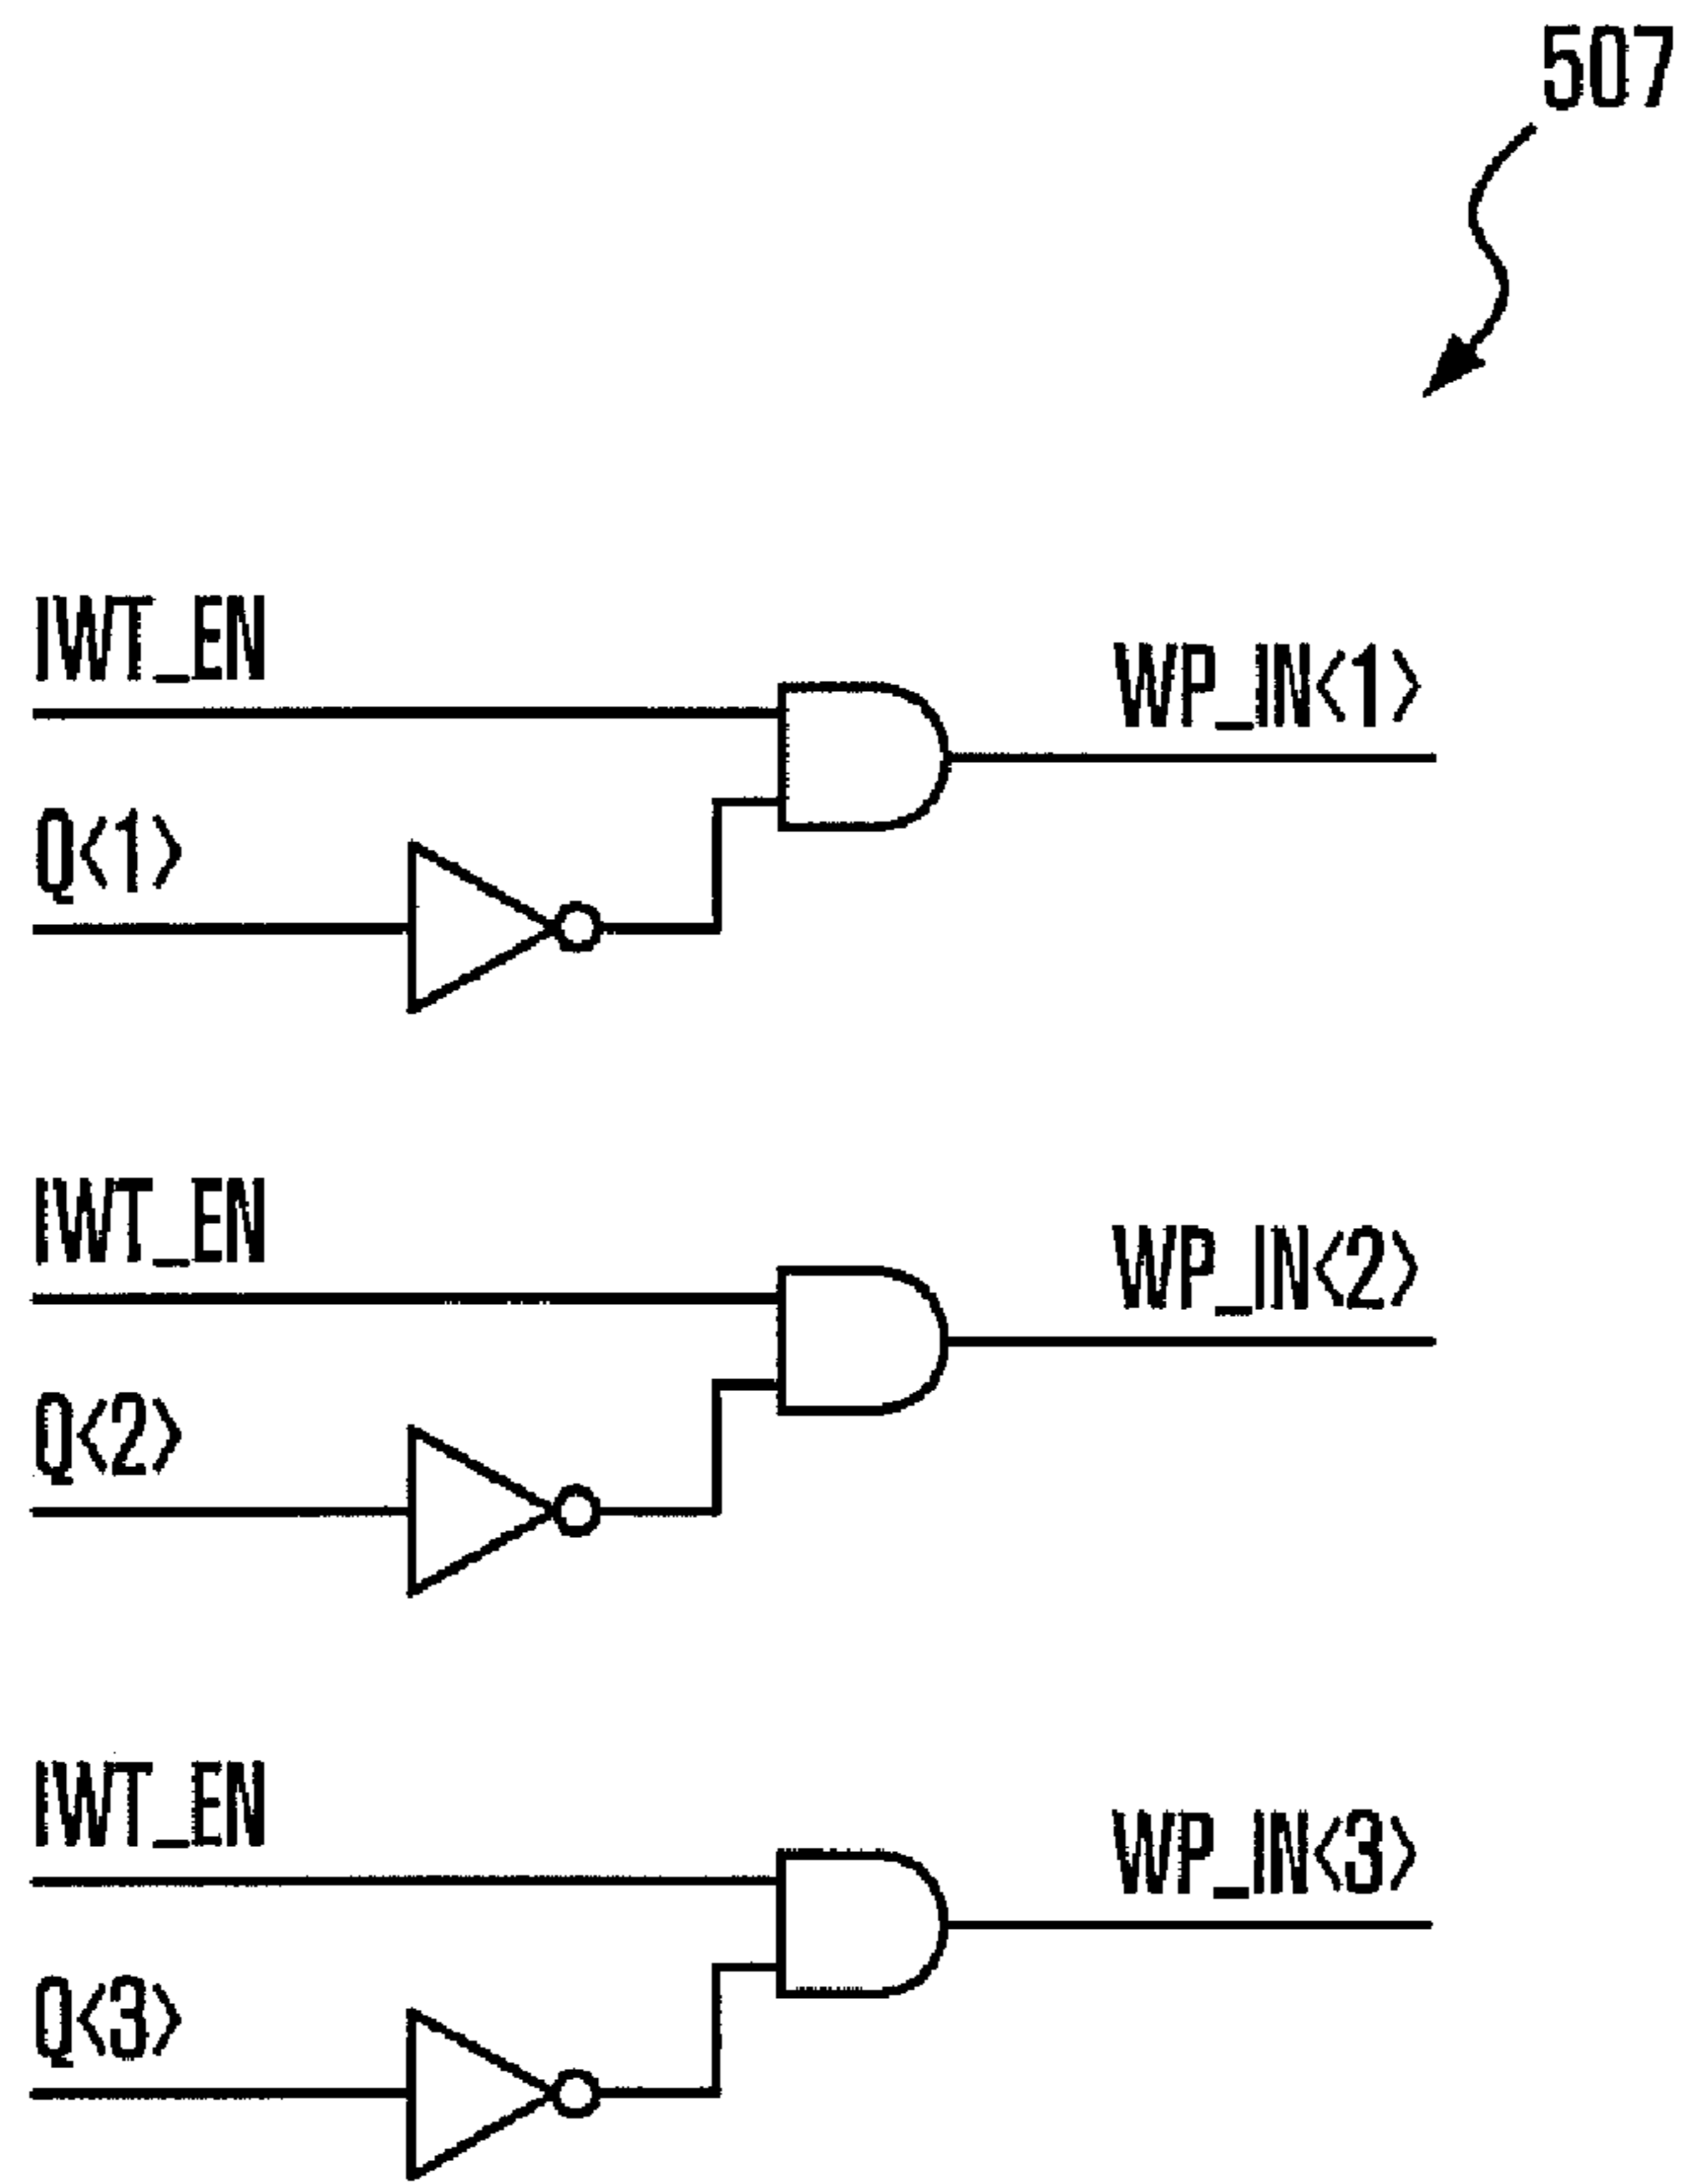 507
IWT_EN
WP_IN<1>
Q<1>
IWT_EN
WP_IN<2>
Q<2>
IWT_EN
WP_IN<3>
Q<3>